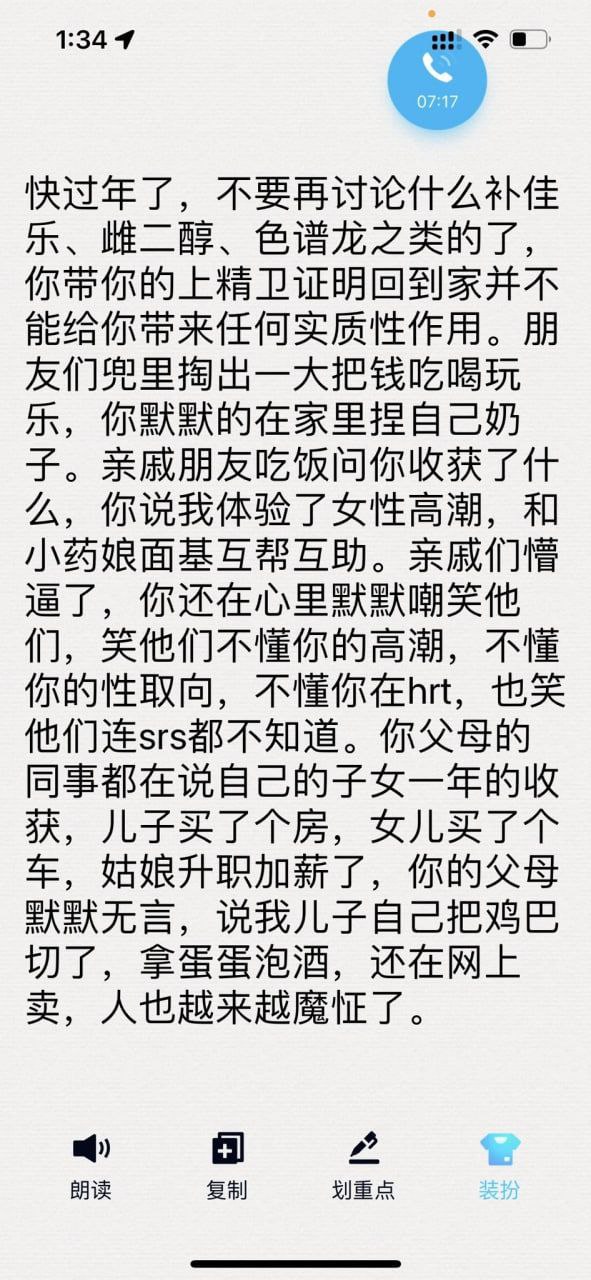 1:34
07:17
快过年了，不要再讨论什么补佳
乐、雌二醇、色谱龙之类的了，
你带你的上精卫证明回到家并不
能给你带来任何实质性作用。朋
友们兜里掏出一大把钱吃喝玩
乐，你默默的在家里捏自己奶
子。亲戚朋友吃饭问你收获了什
么，你说我体验了女性高潮，和
小药娘面基互帮互助。亲戚们懵
逼了，你还在心里默默嘲笑他
们，笑他们不懂你的高潮，不懂
你的性取向，不懂你在hrt，也笑
他们连srs都不知道。你父母的
同事都在说自己的子女一年的收
获，儿子买了个房，女儿买了个
车，姑娘升职加薪了，你的父母
默默无言，说我儿子自己把鸡巴
切了，拿蛋蛋泡酒，还在网上
卖，人也越来越魔怔了。
朗读
复制
划重点
装扮